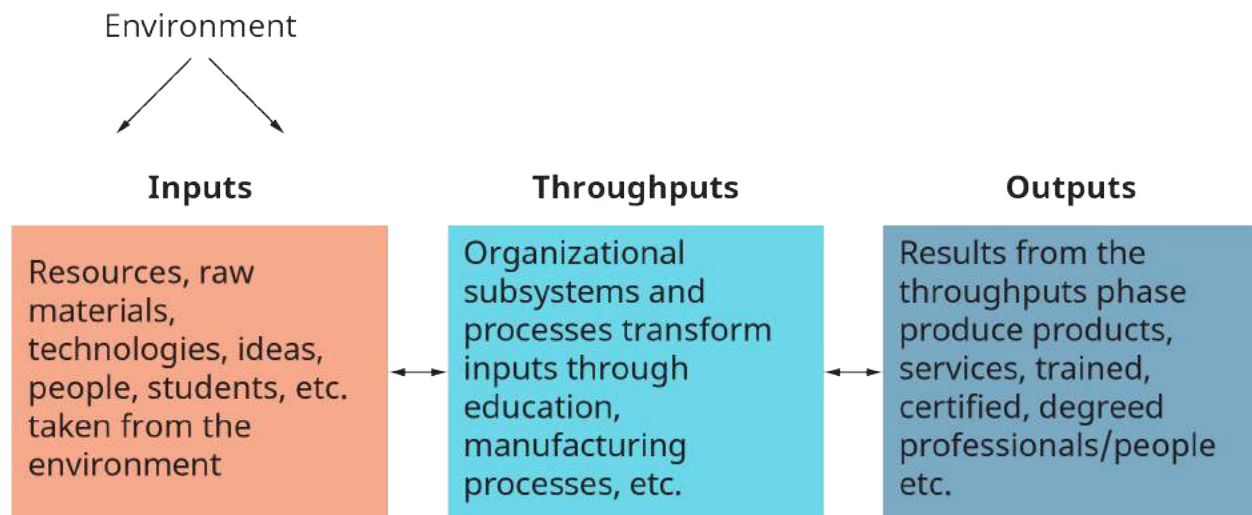 Environment
Inputs
Throughputs
Outputs
Resources, raw
materials,
technologies, ideas,
people, students, etc.
taken from the
environment
Organizational
subsystems and
processes transform
inputs through
education,
manufacturing
processes, etc.
Results from the
throughputs phase
produce products,
services, trained,
certified, degreed
professionals/people
etc.